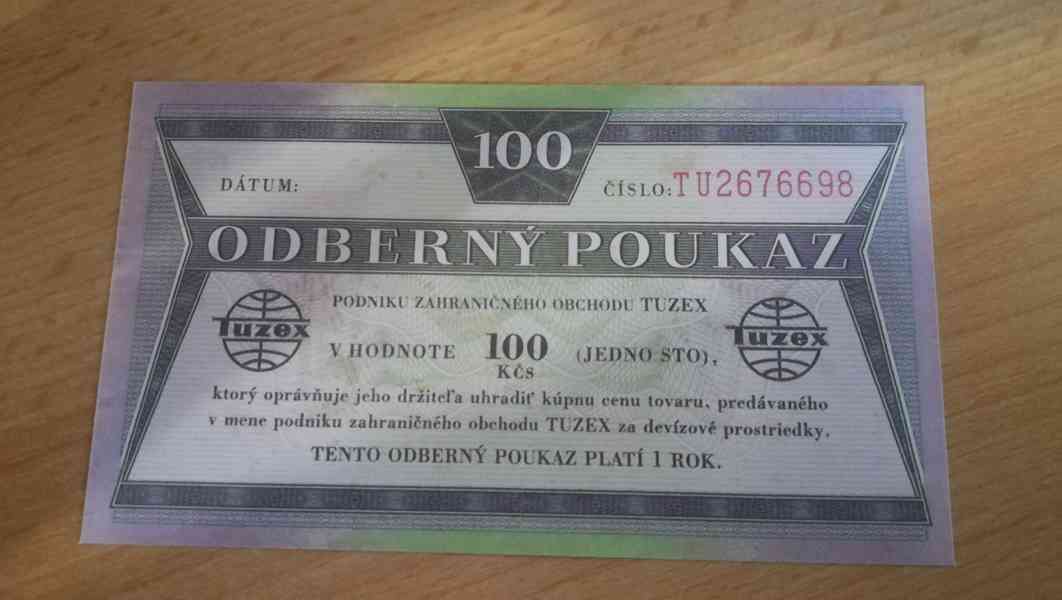 100
DÁTUM:
ČÍSLO: TU2676698
ODBERNÝ POUKAZ
PODNIKU ZAHRANIČNÉHO OBCHODU TUZEX
Tuzex
Tuzex
V HODNOTE 100 (JEDNO STO),
KČS
ktorý oprávňuje jeho držiteľa uhradiť kúpnu cenu tovaru, predávaného
v mene podniku zahraničného obchodu TUZEX za devízové prostriedky.
TENTO ODBERNÝ POUKAZ PLATÍ 1 ROK.